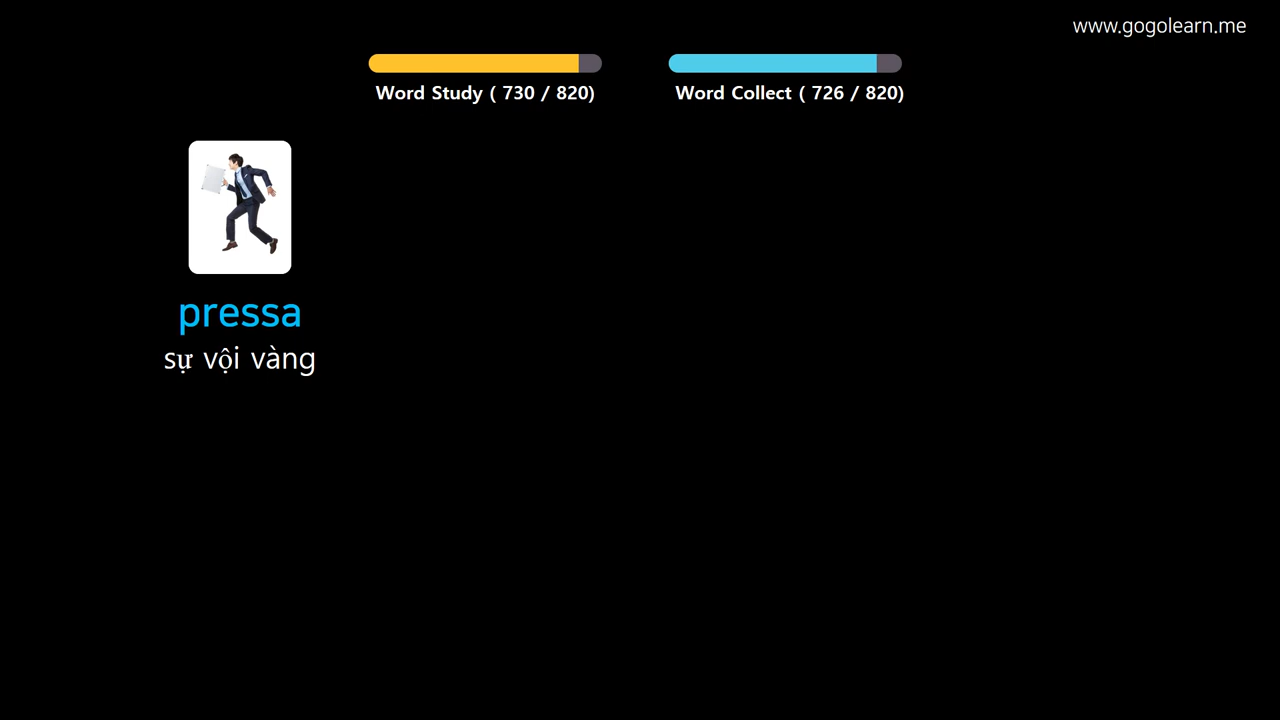 www.gogolearn.me
Word Study ( 730 / 820)
Word Collect ( 726 / 820)
pressa
sự vội vàng